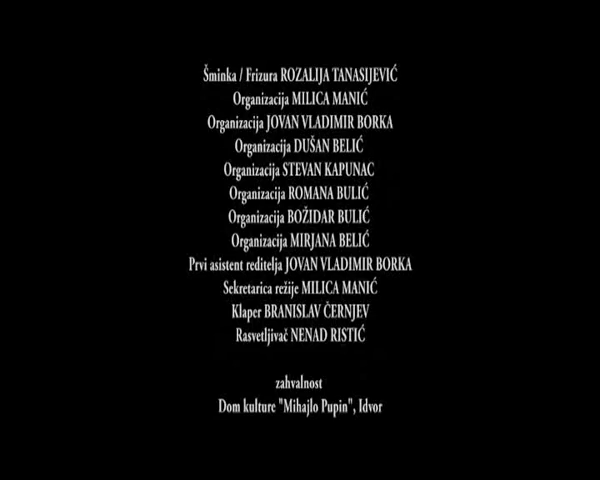 Šminka / Frizura ROZALIJA TANASIJEVIĆ
Organizacija MILICA MANIĆ
Organizacija JOVAN VLADIMIR BORKA
Organizacija DUŠAN BELIĆ
Organizacija STEVAN KAPUNAC
Organizacija ROMANA BULIĆ
Organizacija BOŽIDAR BULIĆ
Organizacija MIRJANA BELIĆ
Prvi asistent reditelja JOVAN VLADIMIR BORKA
Sekretarica režije MILICA MANIĆ
Klaper BRANISLAV ČERNJEV
Rasvetljivač NENAD RISTIĆ
zahvalnost
Dom kulture "Mihajlo Pupin", Idvor